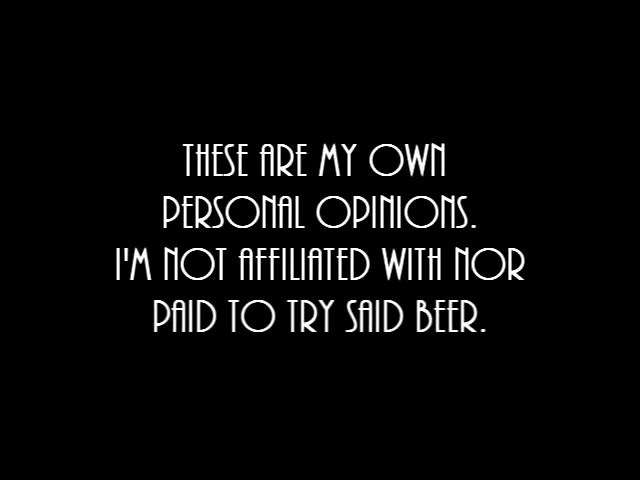 THESE ARE MY OWN
PERSONAL OPINIONS.
I'M NOT AFFILIATED WITH NOR
PAID TO TRY SAID BEER.